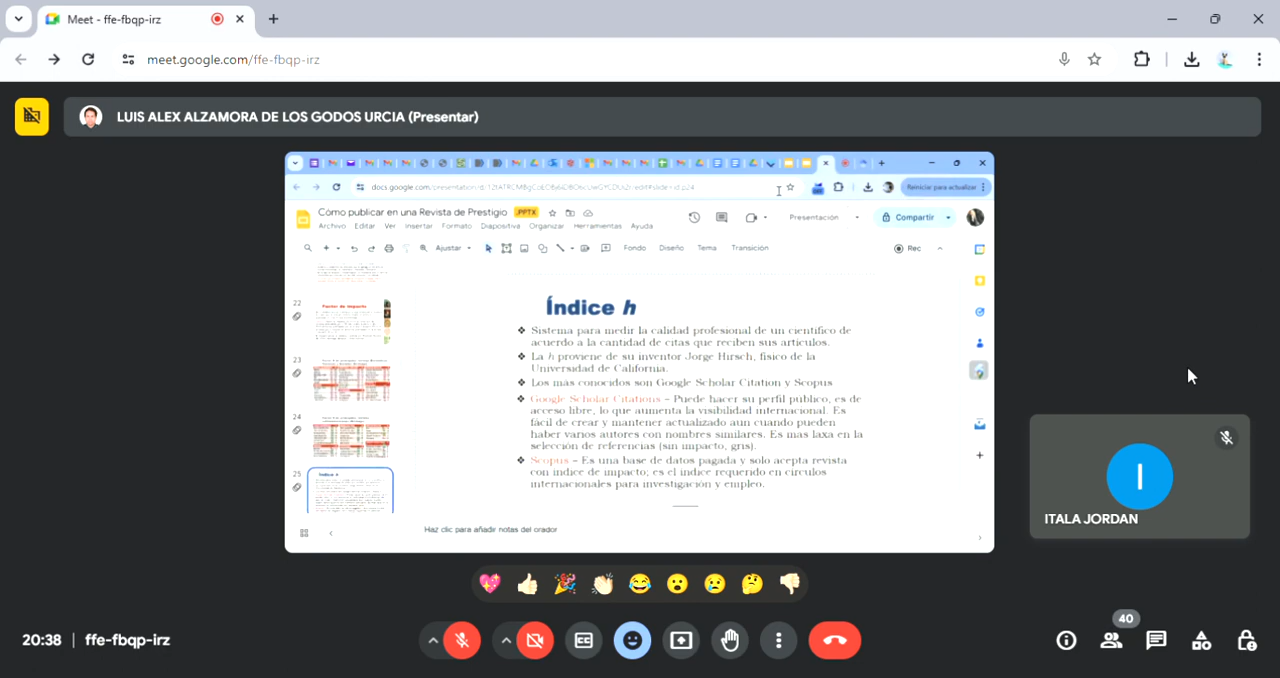 Meet - ffe-fbqp-irz
meet.google.com/ffe-fbqp-irz
LUIS ALEX ALZAMORA DE LOS GODOS URCIA (Presentar)
Reiniciar para actualizar
Cómo publicar en una Revista de Prestigio .PPTX
Presentación
Compartir
Archivo Editar Ver Insertar Formato Diapositiva Organizar Herramientas Ayuda
Ajustar
Fondo Diseño Tema Transición
Rec
22
Factor de impacto
23
24
25
Índice h
Índice h
❖ Sistema para medir la calidad profesional de un científico de
acuerdo a la cantidad de citas que reciben sus artículos.
❖ La h proviene de su inventor Jorge Hirsch, físico de la
Universidad de California.
❖ Los más conocidos son Google Scholar Citation y Scopus
❖ Google Scholar Citations – Puede hacer su perfil público, es de
acceso libre, lo que aumenta la visibilidad internacional. Es
fácil de crear y mantener actualizado aun cuando pueden
haber varios autores con nombres similares. Es mas laxa en la
selección de referencias (sin impacto, gris).
❖ Scopus – Es una base de datos pagada y solo acepta revista
con índice de impacto; es el índice requerido en círculos
internacionales para investigación y empleo.
Haz clic para añadir notas del orador
I
ITALA JORDAN
20:38 | ffe-fbqp-irz
40